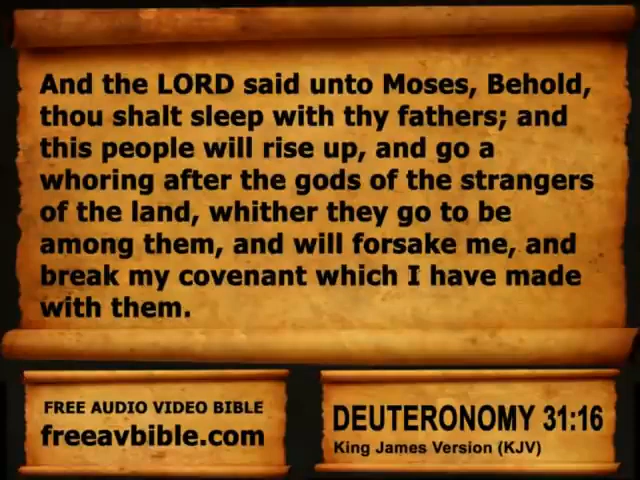 And the LORD said unto Moses, Behold,
thou shalt sleep with thy fathers; and
this people will rise up, and go a
whoring after the gods of the strangers
of the land, whither they go to be
among them, and will forsake me, and
break my covenant which I have made
with them.
FREE AUDIO VIDEO BIBLE
freeavbible.com
DEUTERONOMY 31:16
King James Version (KJV)